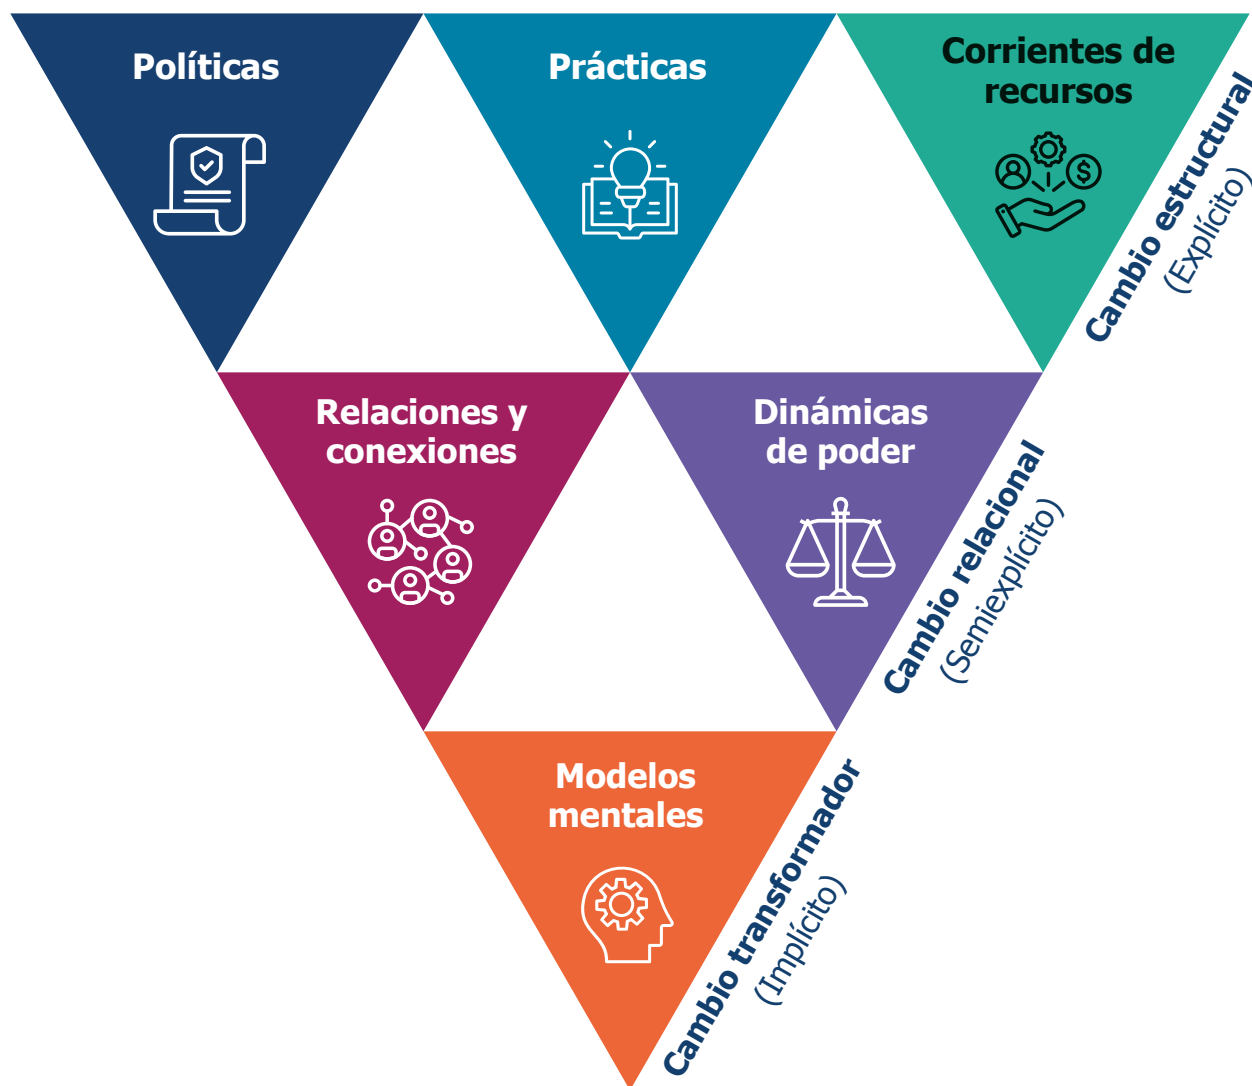 Políticas
Prácticas
Corrientes de
recursos
$
Cambio estructural
(Explícito)
Relaciones y
conexiones
Dinámicas
de poder
Cambio relacional
(Semiexplícito)
Modelos
mentales
Cambio transformador
(Implícito)